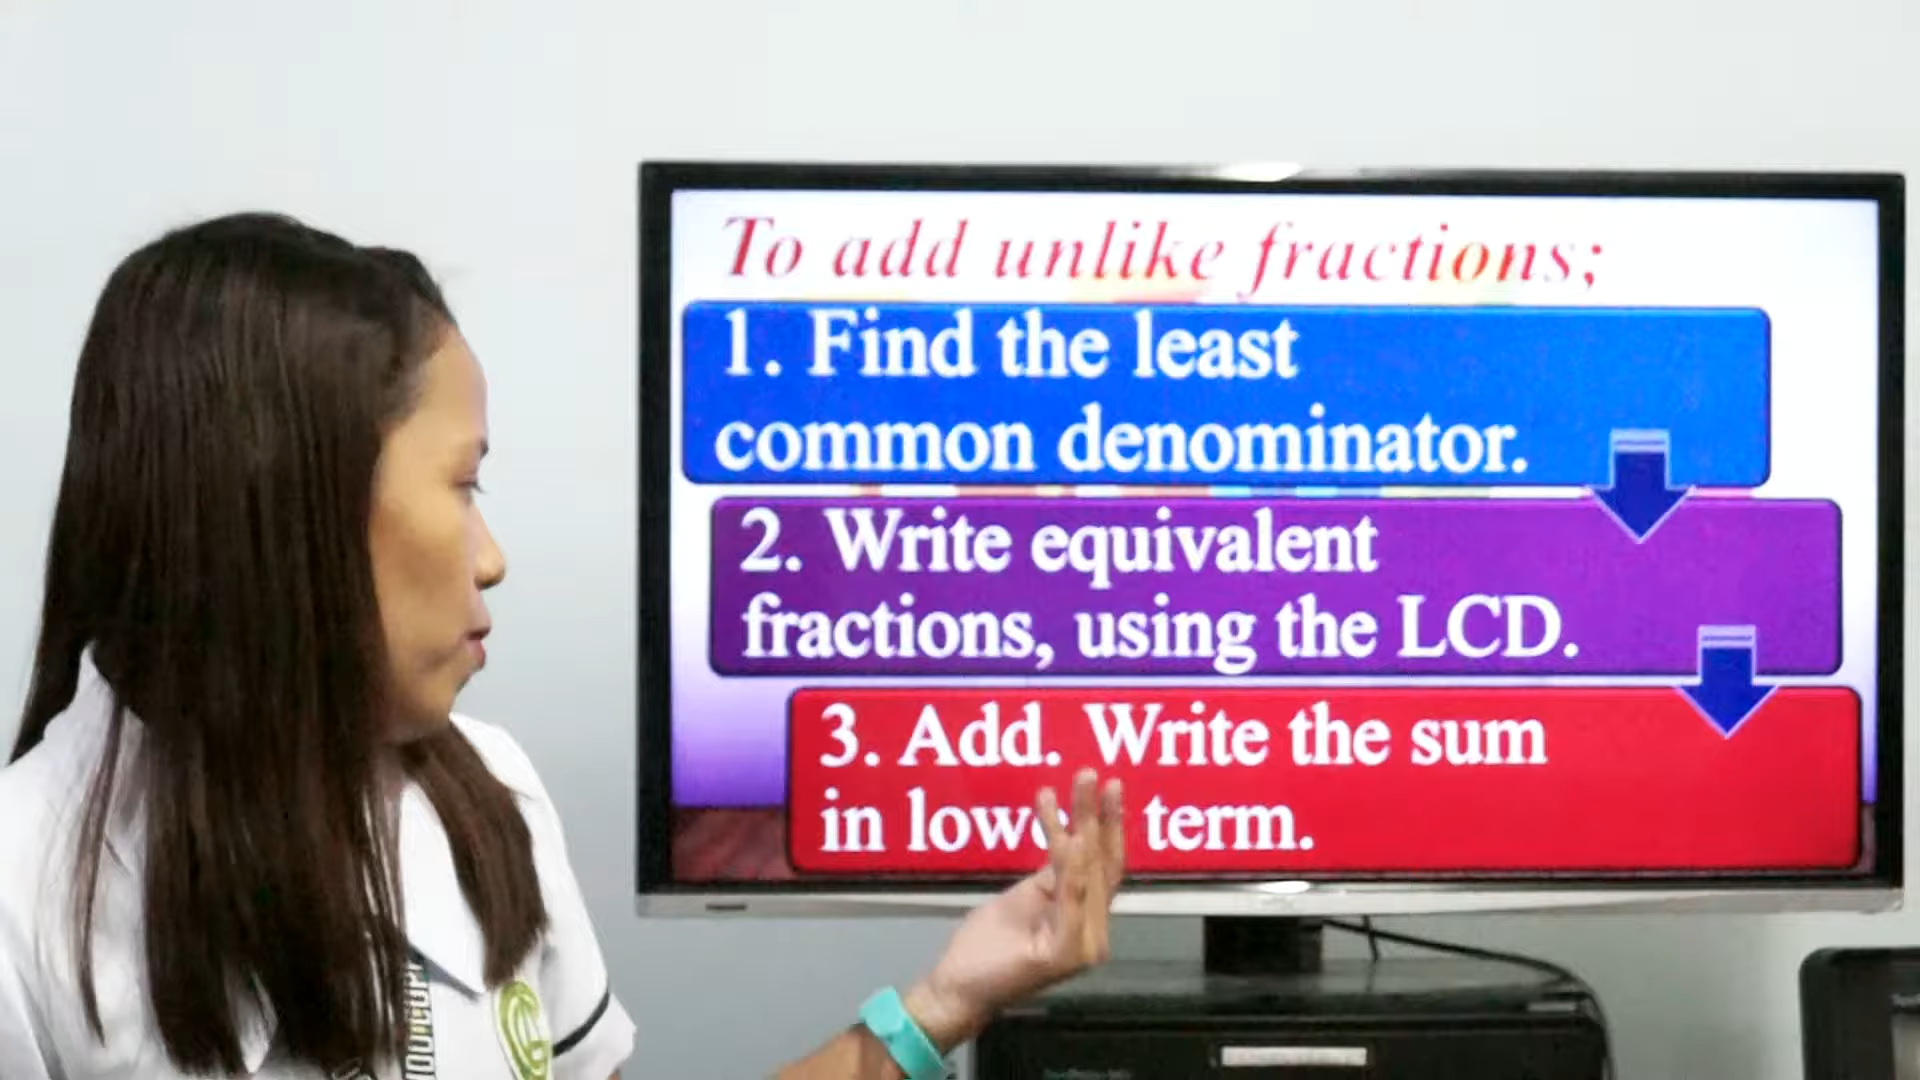 To add unlike fractions;
1. Find the least
common denominator.
2. Write equivalent
fractions, using the LCD.
3. Add. Write the sum
in term.